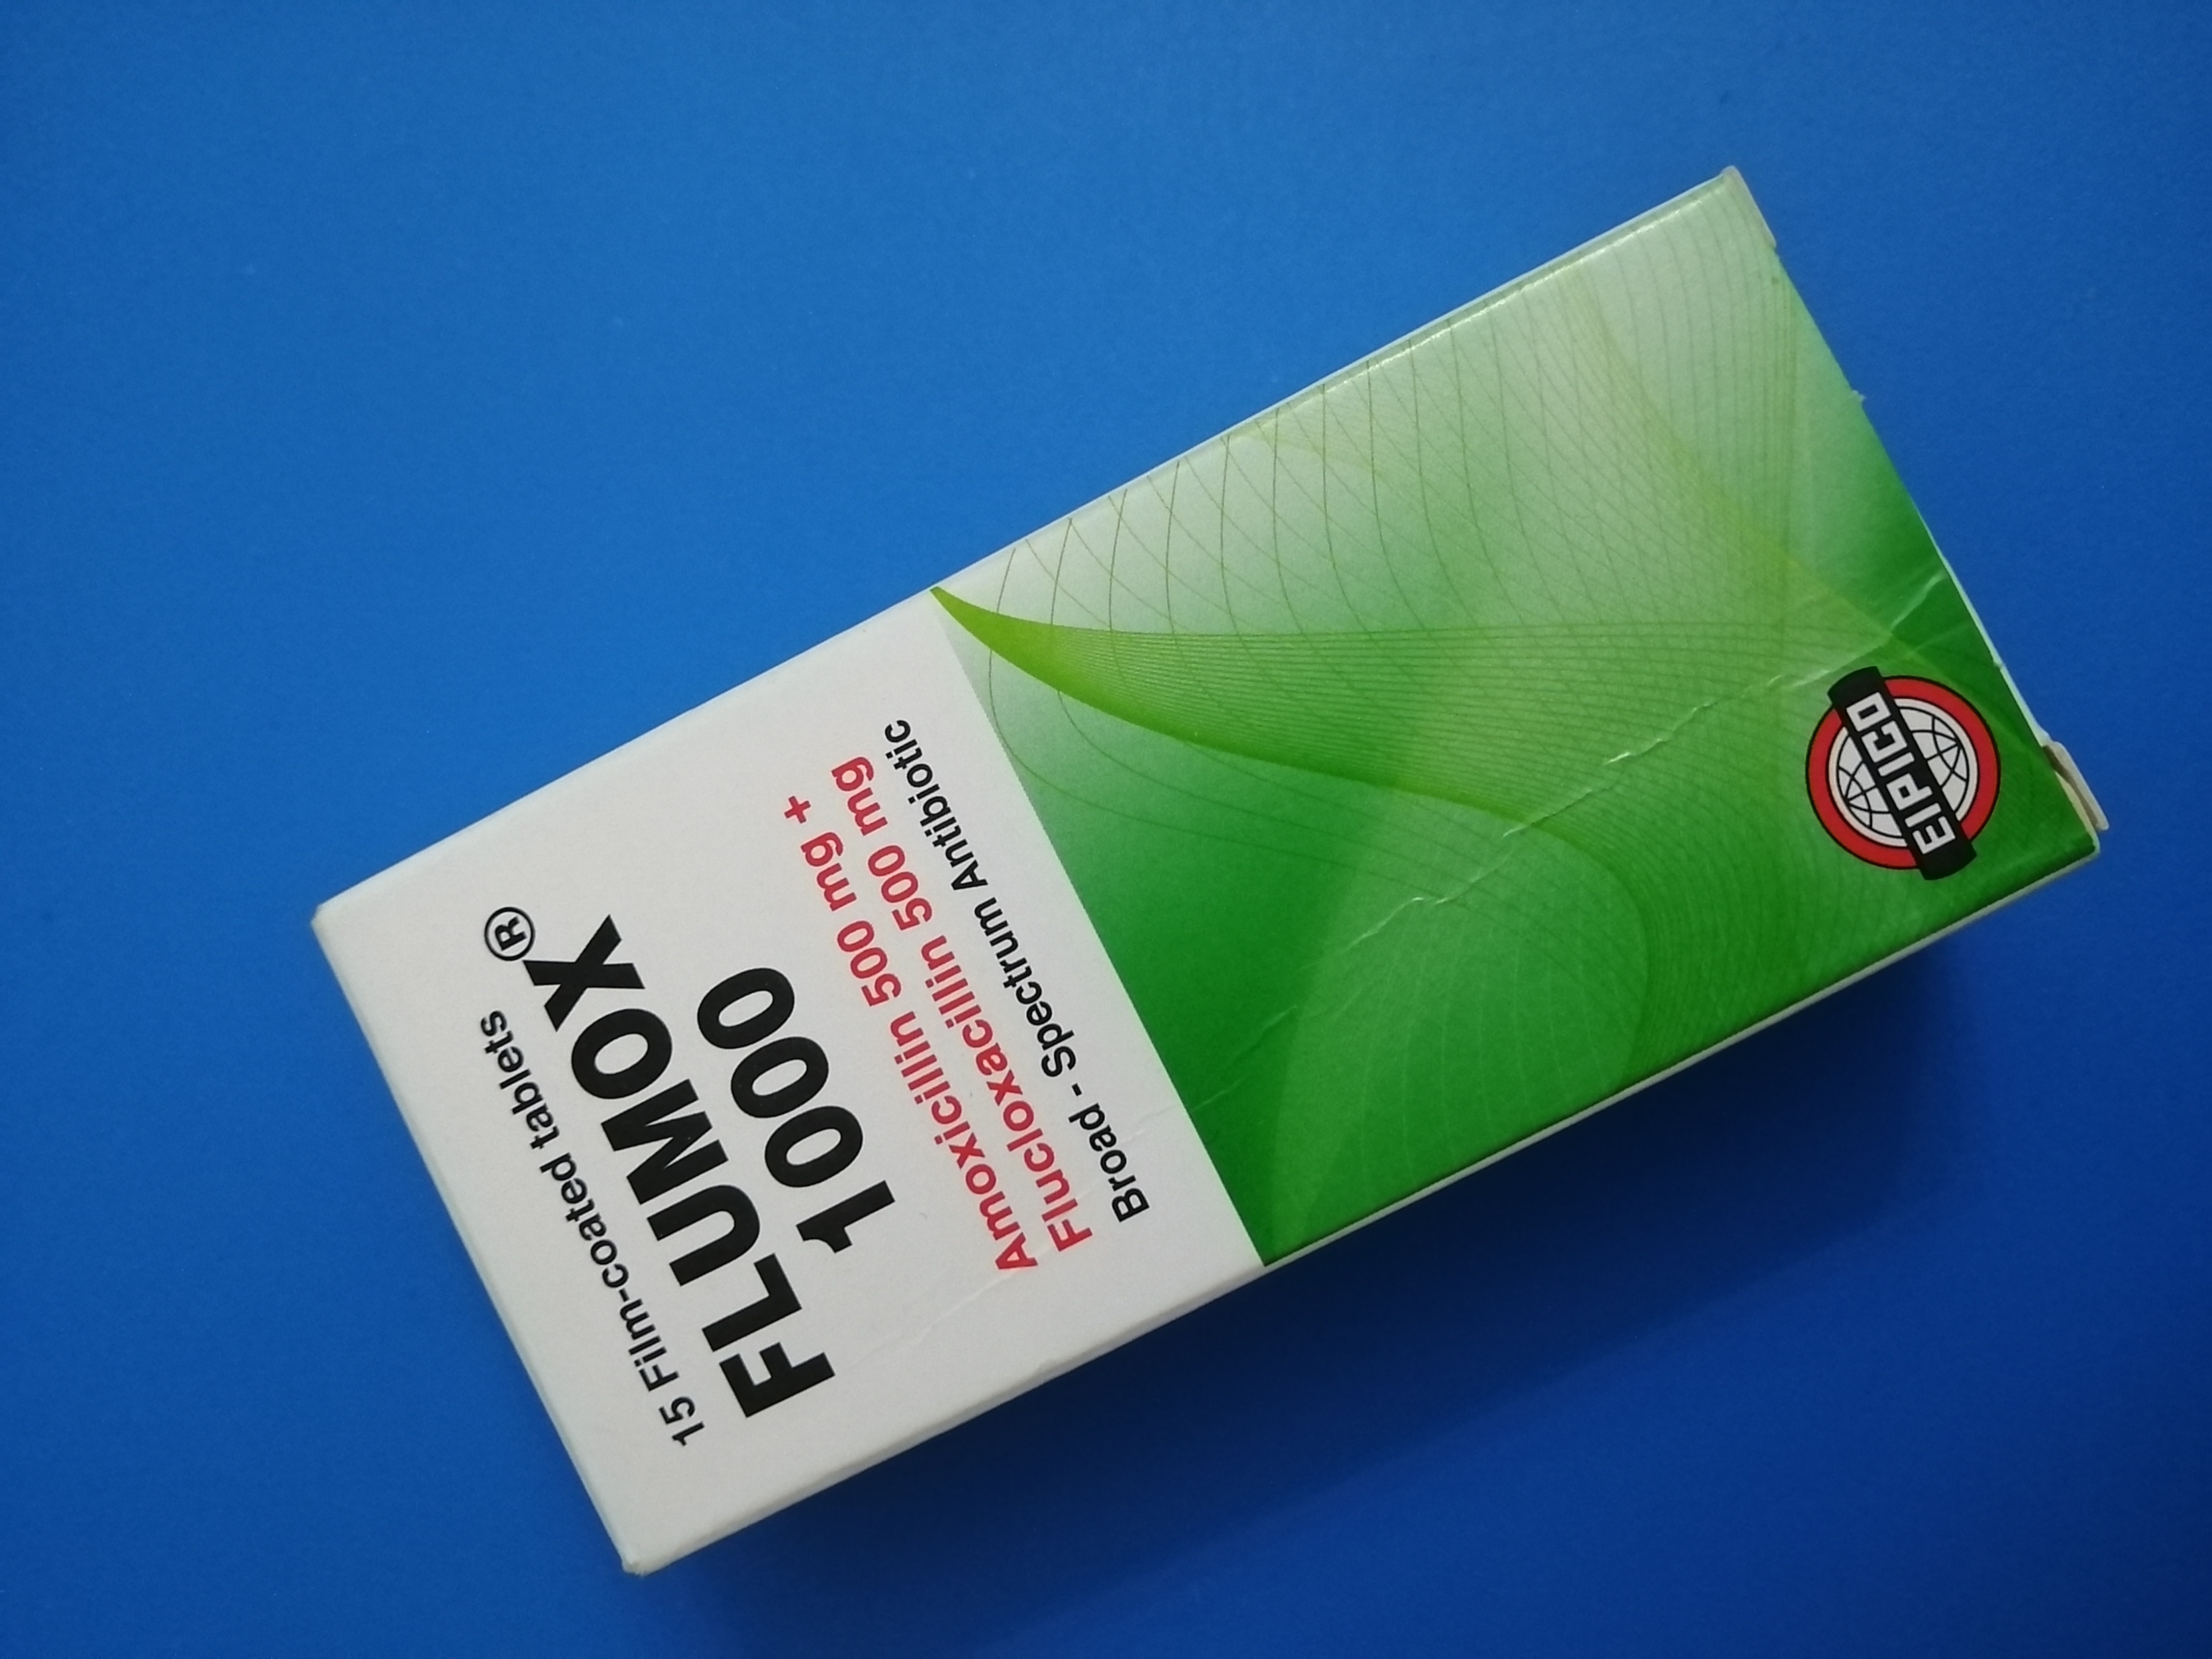 15 Film-coated tablets
FLUMOX®
1000
Amoxicillin 500 mg +
Flucloxacillin 500 mg
Broad - Spectrum Antibiotic
EIPICO